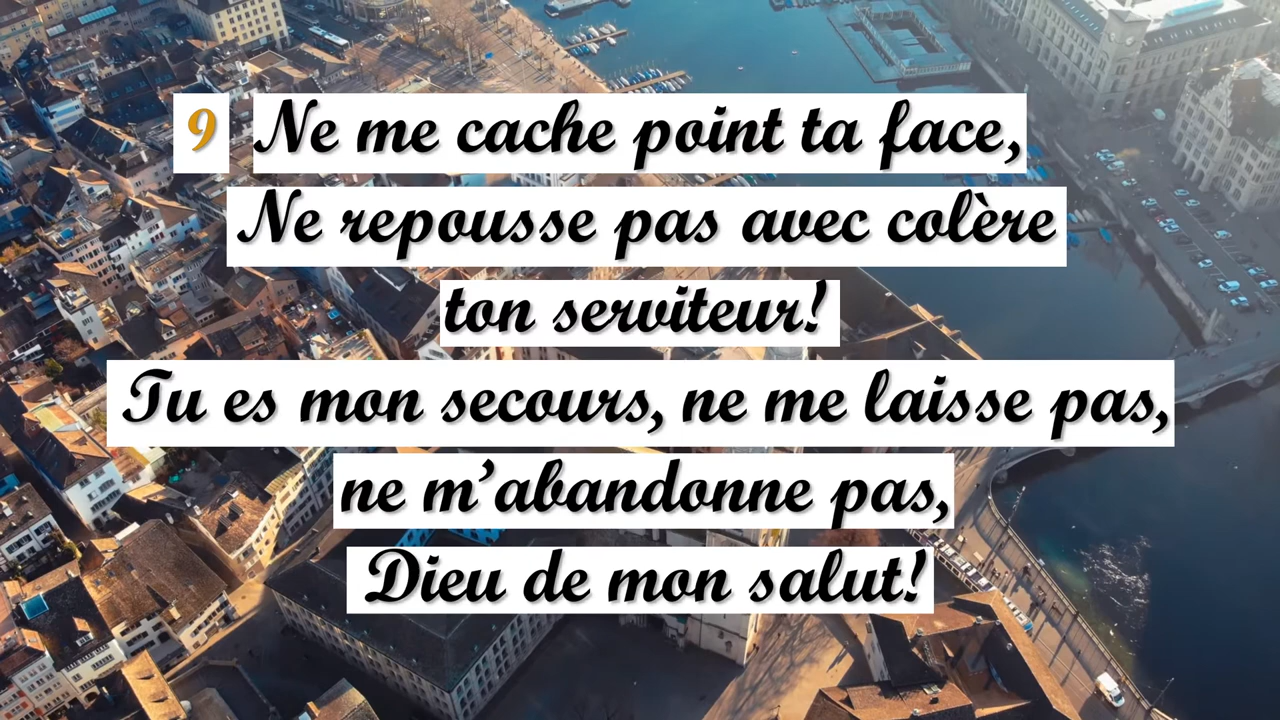 9 Ne me cache point ta face,
Ne repousse pas avec colère
ton serviteur!
Tu es mon secours, ne me laisse pas,
ne m’abandonne pas,
Dieu de mon salut!